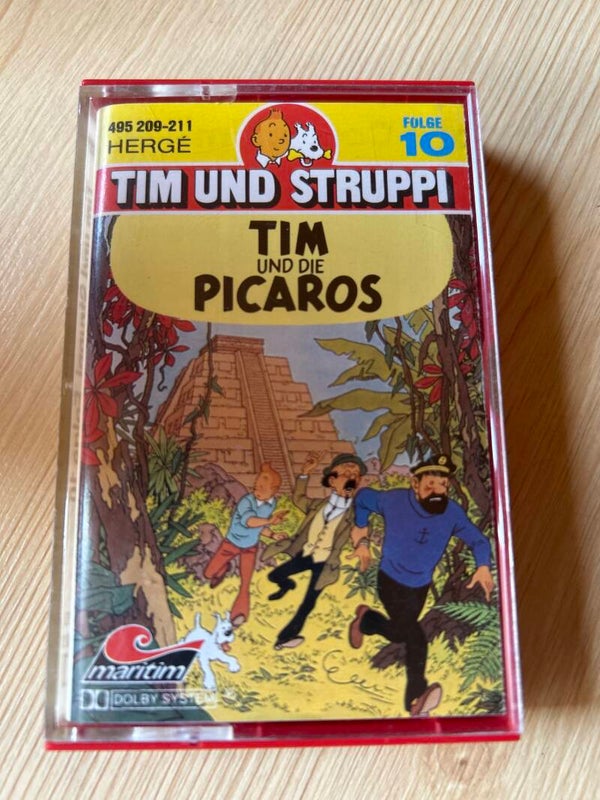 495 209-211
HERGÉ
FOLGE
10
TIM UND STRUPPI
TIM
UND DIE
PICAROS
maritim
DOLBY SYSTEM